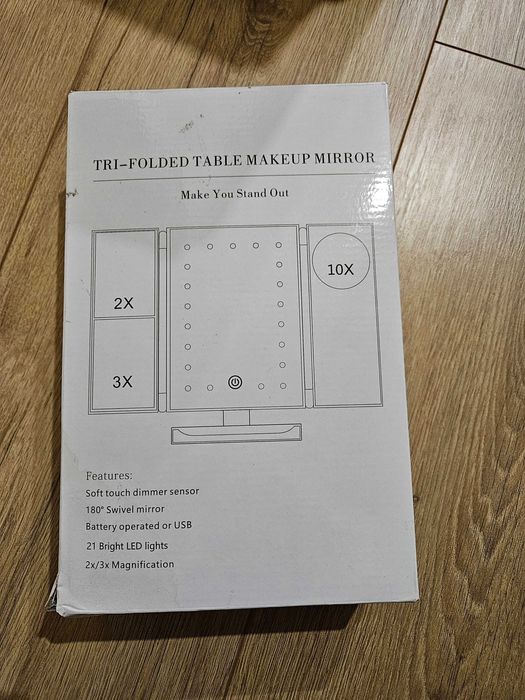 TRI-FOLDED TABLE MAKEUP MIRROR
Make You Stand Out
10X
2X
3X
Features:
Soft touch dimmer sensor
180° Swivel mirror
Battery operated or USB
21 Bright LED lights
2x/3x Magnification